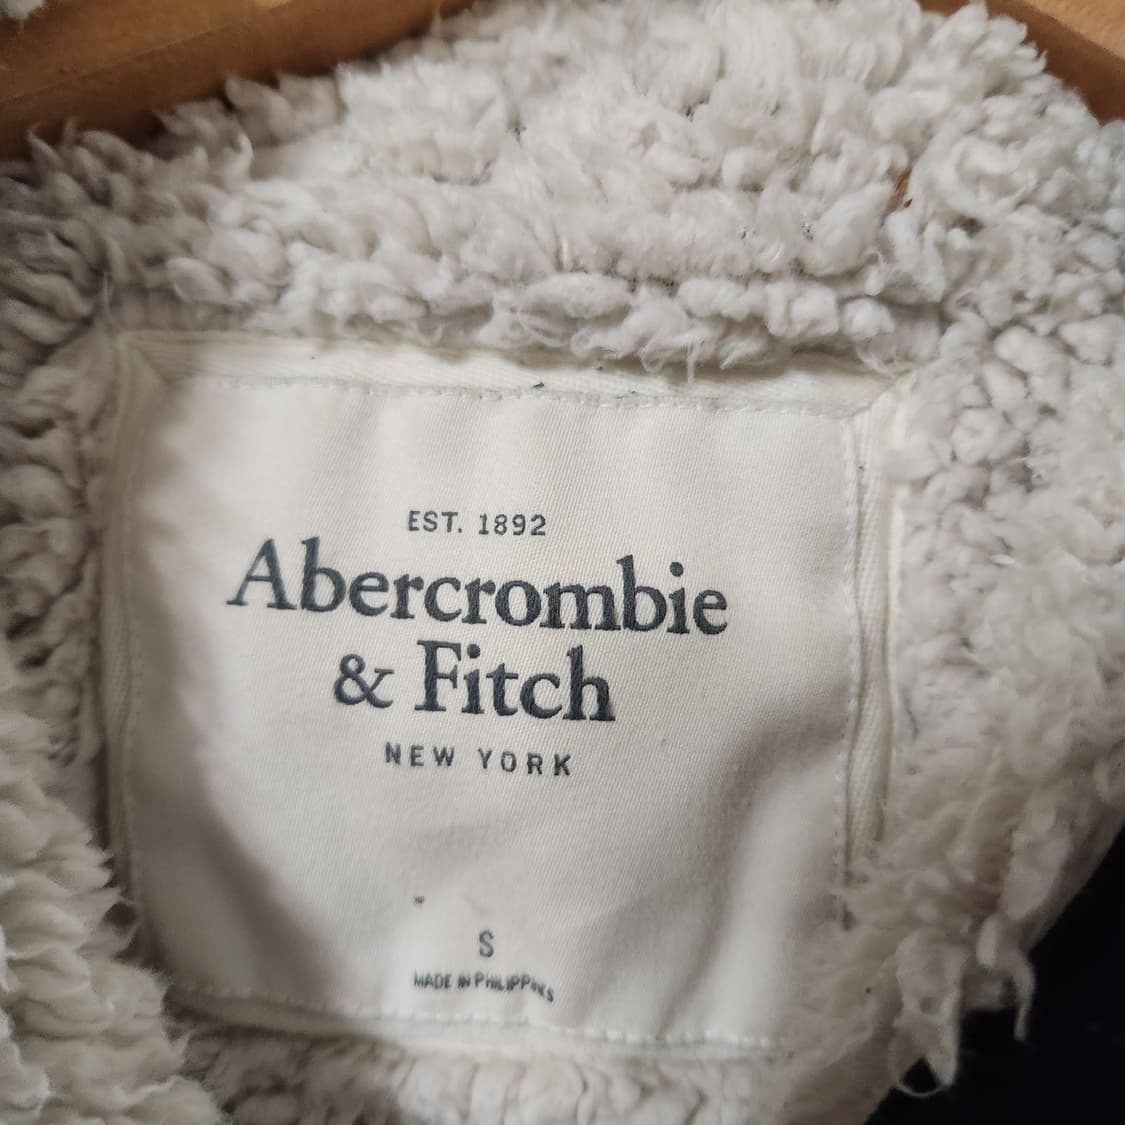 EST. 1892
Abercrombie
& Fitch
NEW YORK
S
MADE IN PHILIPPINES